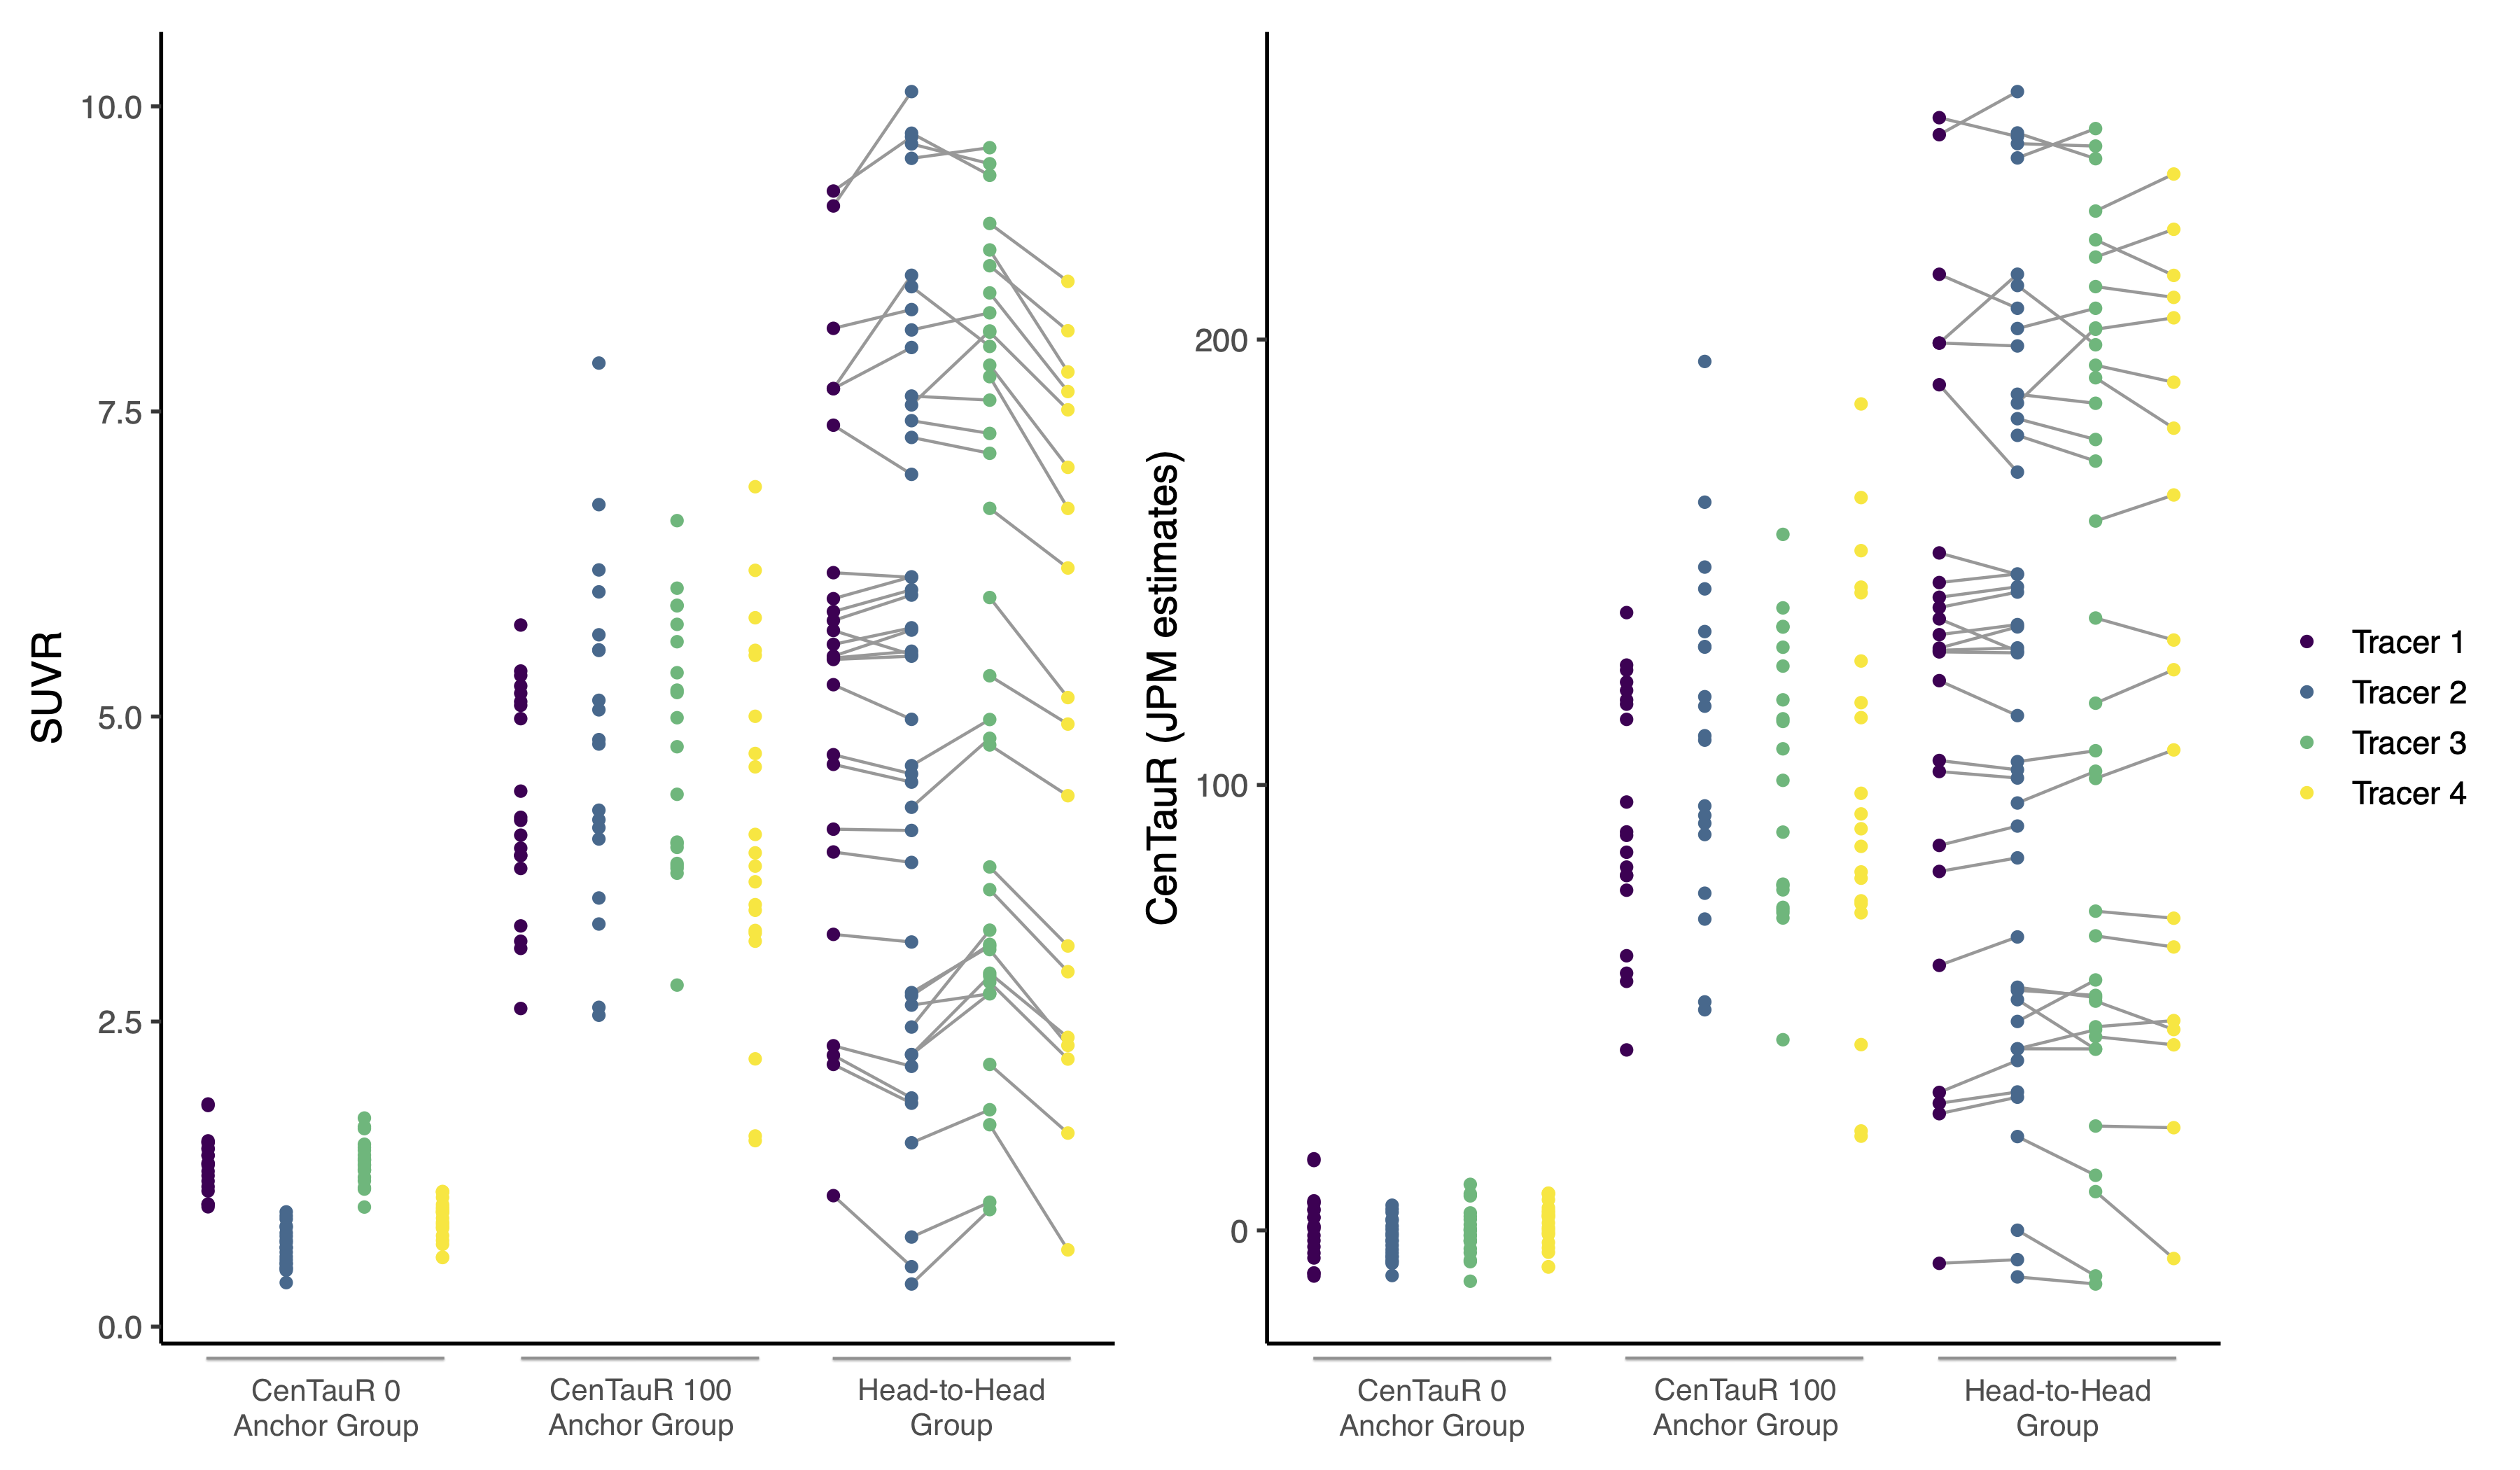 SUVR
10.0
7.5
5.0
2.5
0.0
CenTauR 0
Anchor Group
CenTauR 100
Anchor Group
Head-to-Head
Group
CenTauR (JPM estimates)
200
100
0
CenTauR 0
Anchor Group
CenTauR 100
Anchor Group
Head-to-Head
Group
Tracer 1
Tracer 2
Tracer 3
Tracer 4